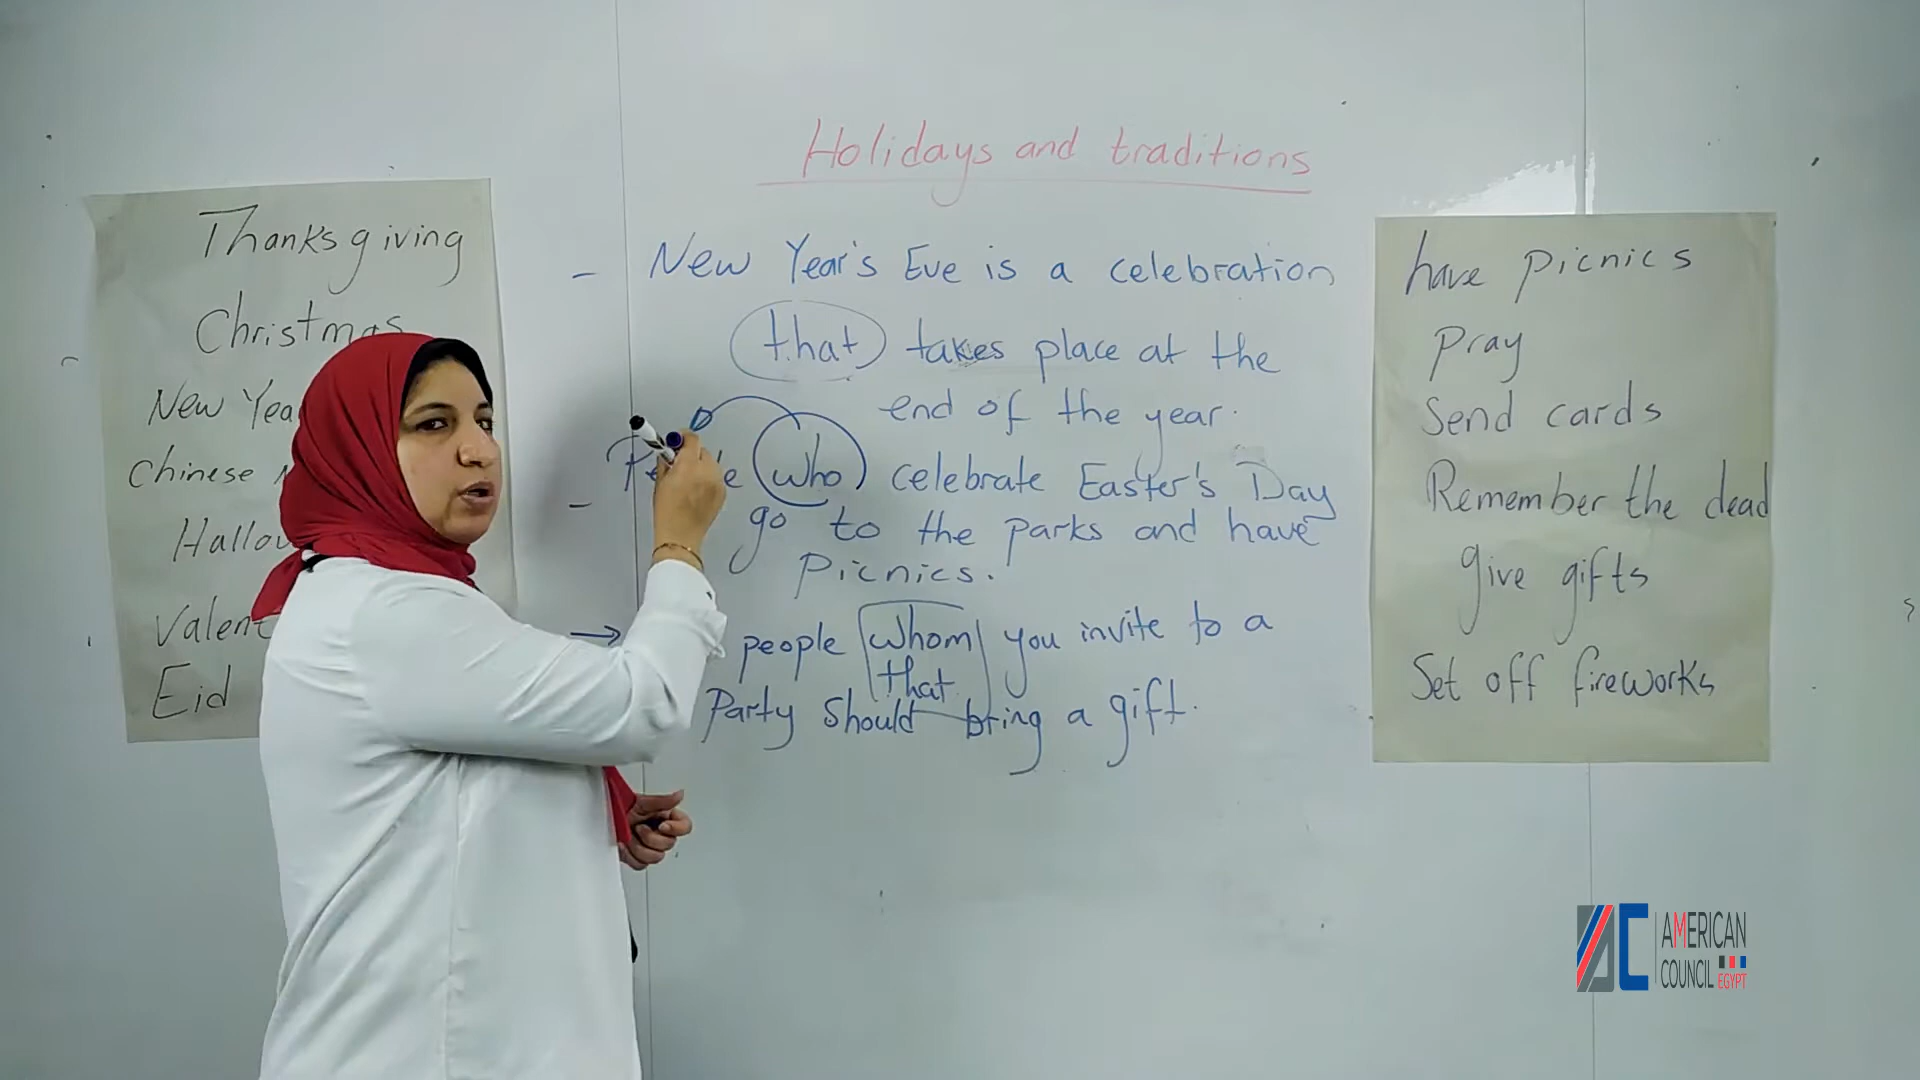 Holidays and traditions
Thanksgiving
Christmas
New Yea
Chinese
Hallow
Valent
Eid
- New Year's Eve is a celebration
that takes place at the
end of the year.
- who celebrate Easter's Day
go to the parks and have
Picnics.
→ people whom you invite to a
that
Party should bring a gift.
have picnics
Pray
Send cards
Remember the dead
give gifts
Set off fireworks
AC AMERICAN
COUNCIL EGYPT